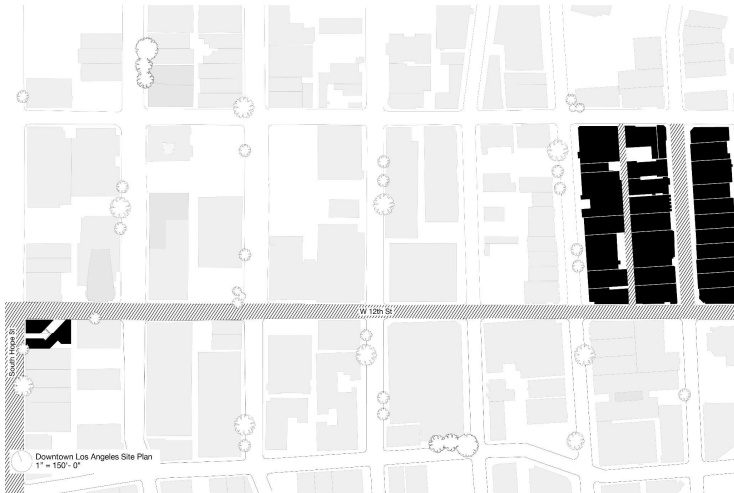 W 12th St
South Hope St
Downtown Los Angeles Site Plan
1" = 150'- 0"